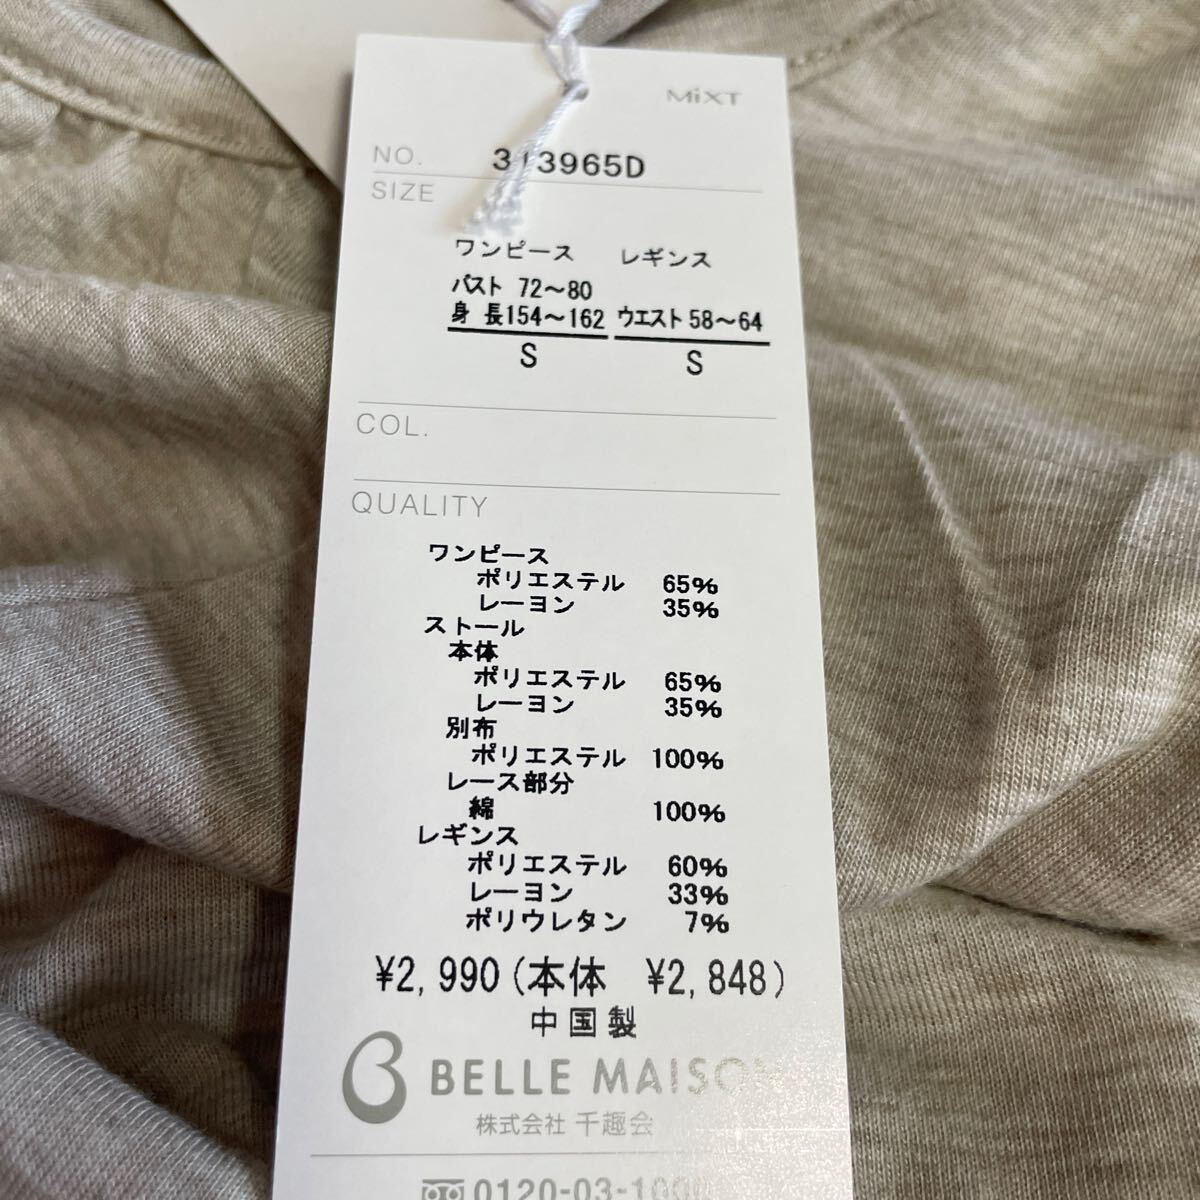 MiXT
NO. 313965D
SIZE
ワンピース レギンス
バスト 72～80
身 長154～162 ウエスト 58～64
S S
COL.
QUALITY
ワンピース
ポリエステル 65%
レーヨン 35%
ストール
本体
ポリエステル 65%
レーヨン 35%
別布
ポリエステル 100%
レース部分
綿 100%
レギンス
ポリエステル 60%
レーヨン 33%
ポリウレタン 7%
¥2,990(本体 ¥2,848)
中国製
BELLE MAISON
株式会社 千趣会
0120-03-1000